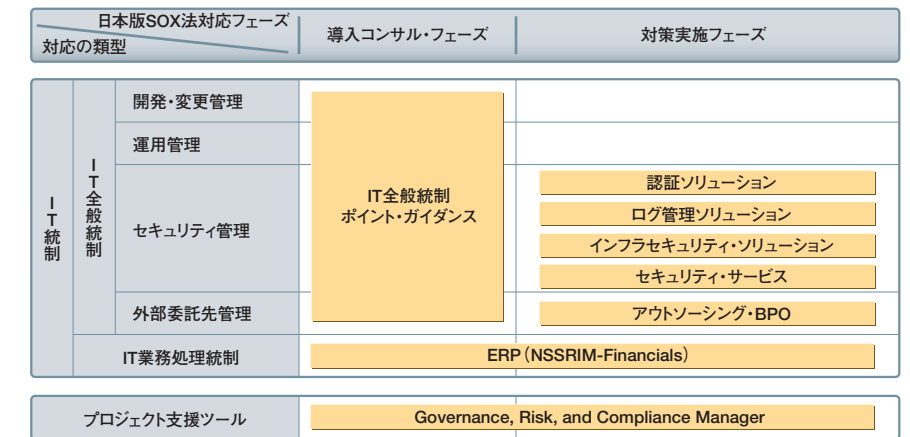 日本版SOX法対応フェーズ
対応の類型
導入コンサル・フェーズ
対策実施フェーズ
IT統制
IT全般統制
開発・変更管理
運用管理
セキュリティ管理
外部委託先管理
IT業務処理統制
IT全般統制
ポイント・ガイダンス
認証ソリューション
ログ管理ソリューション
インフラセキュリティ・ソリューション
セキュリティ・サービス
アウトソーシング・BPO
ERP（NSSRIM-Financials）
プロジェクト支援ツール
Governance, Risk, and Compliance Manager